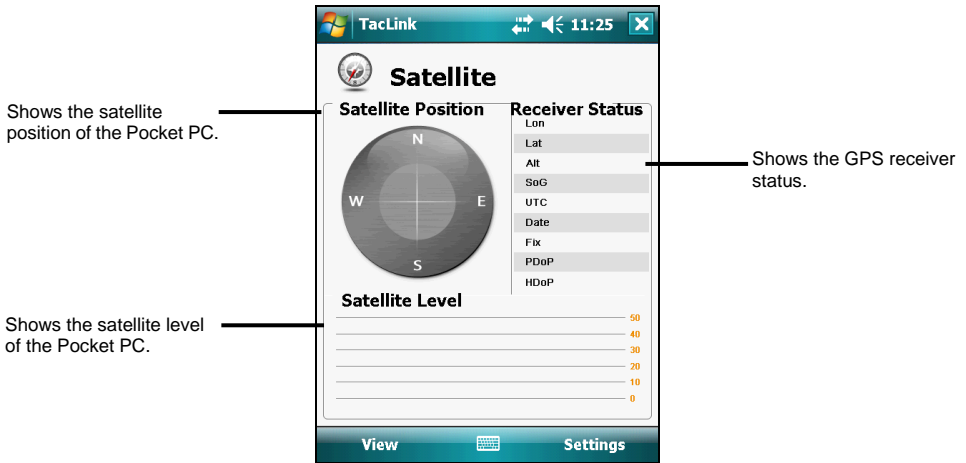 TacLink 11:25
Satellite
Shows the satellite
position of the Pocket PC.
Satellite Position
N
W E
S
Receiver Status
Lon
Lat
Alt
SoG
UTC
Date
Fix
PDoP
HDoP
Shows the GPS receiver
status.
Shows the satellite level
of the Pocket PC.
Satellite Level
50
40
30
20
10
0
View Settings